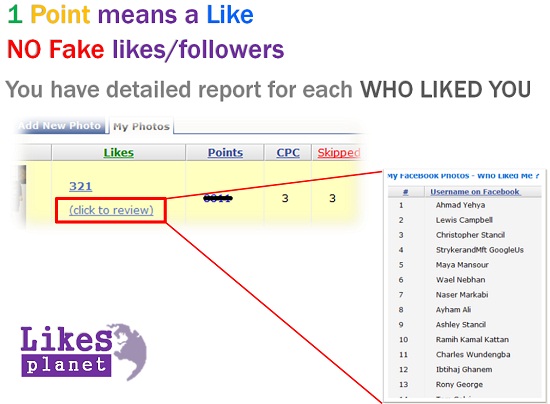 1 Point means a Like
NO Fake likes/followers
You have detailed report for each WHO LIKED YOU
Add New Photo My Photos
Likes Points CPC Skipped
321
(click to review) 3 3
My Facebook Photos - Who Liked Me ?
# Username on Facebook
1 Ahmad Yehya
2 Lewis Campbell
3 Christopher Stancil
4 StrykerandMft GoogleUs
5 Maya Mansour
6 Wael Nebhan
7 Naser Markabi
8 Ayham Ali
9 Ashley Stancil
10 Ramih Kamal Kattan
11 Charles Wundengba
12 Ibtihaj Ghanem
13 Rony George
Likes
planet